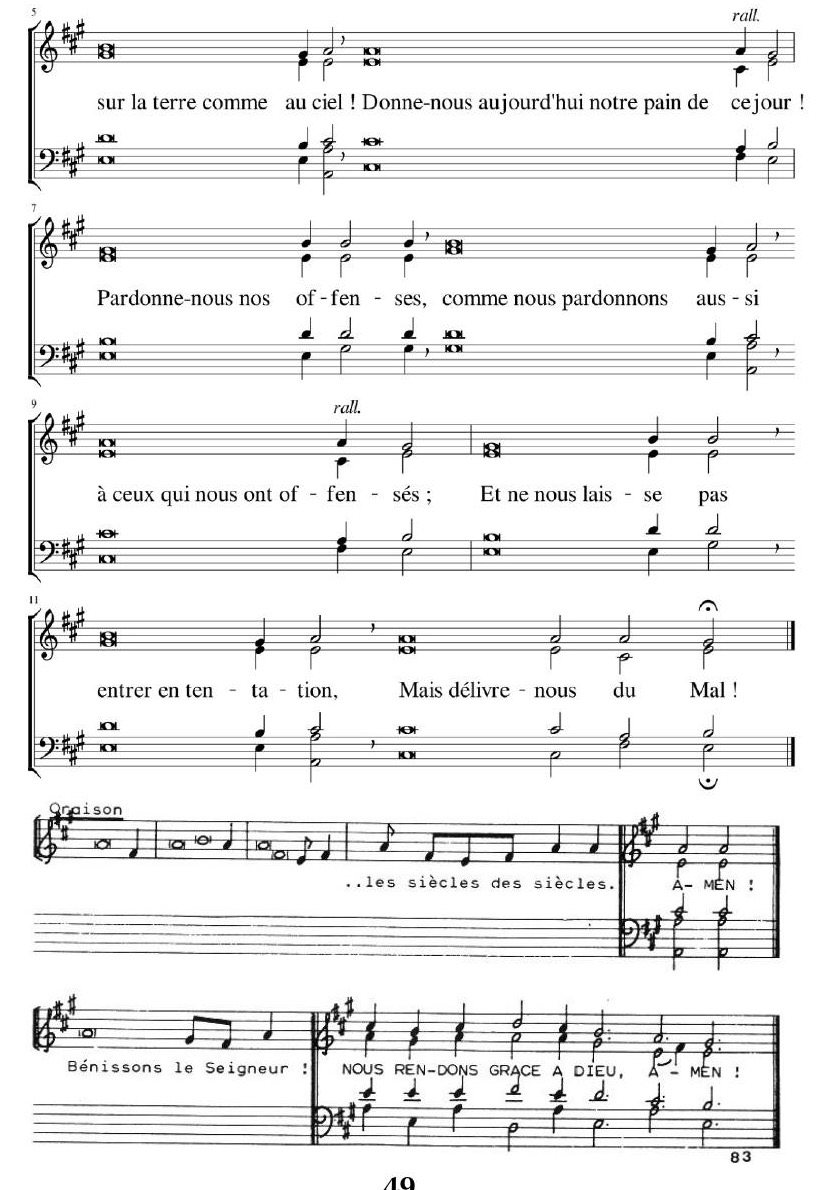 5
rall.
sur la terre comme au ciel ! Donne-nous aujourd'hui notre pain de ce jour !
7
Pardonne-nous nos of - fen - ses, comme nous pardonnons aus - si
9
rall.
à ceux qui nous ont of - fen - sés ; Et ne nous lais - se pas
11
entrer en ten - ta - tion, Mais délivre - nous du Mal !
Oraison
..les siècles des siècles. A- MEN !
Bénissons le Seigneur ! NOUS REN-DONS GRACE A DIEU, A - MEN !
83
49